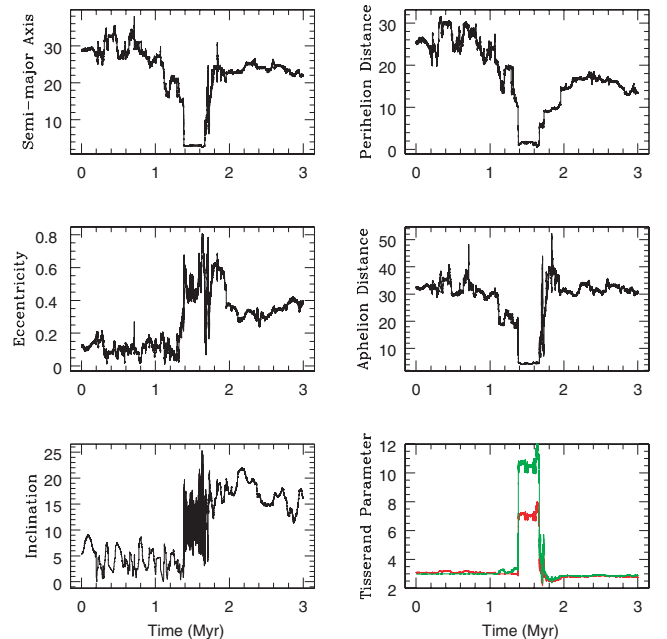 Semi-major Axis
30
20
10
0 1 2 3
Perihelion Distance
30
20
10
0
0 1 2 3
Eccentricity
0.8
0.6
0.4
0.2
0
0 1 2 3
Aphelion Distance
50
40
30
20
10
0 1 2 3
Inclination
25
20
15
10
5
0
0 1 2 3
Time (Myr)
Tisserand Parameter
12
10
8
6
4
2
0 1 2 3
Time (Myr)